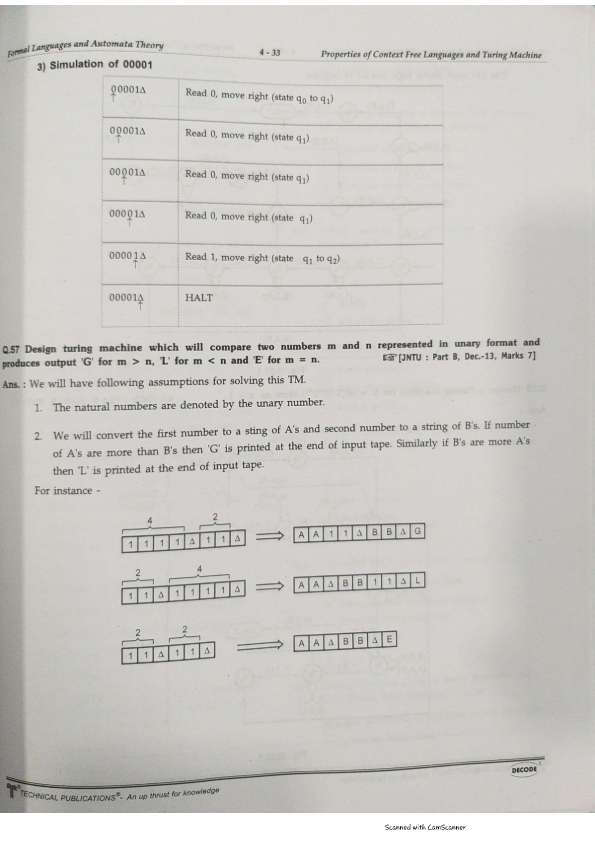 Formal Languages and Automata Theory
4 - 33
Properties of Context Free Languages and Turing Machine
3) Simulation of 00001
00001Δ Read 0, move right (state q0 to q1)
00001Δ Read 0, move right (state q1)
00001Δ Read 0, move right (state q1)
00001Δ Read 0, move right (state q1)
00001Δ Read 1, move right (state q1 to q2)
00001Δ HALT
Q.57 Design turing machine which will compare two numbers m and n represented in unary format and
produces output 'G' for m > n, 'L' for m < n and 'E' for m = n. ☞ [JNTU : Part B, Dec.-13, Marks 7]
Ans. : We will have following assumptions for solving this TM.
1. The natural numbers are denoted by the unary number.
2. We will convert the first number to a sting of A's and second number to a string of B's. If number
of A's are more than B's then 'G' is printed at the end of input tape. Similarly if B's are more A's
then 'L' is printed at the end of input tape.
For instance -
4 2
1 1 1 1 Δ 1 1 Δ ⇒ A A 1 1 Δ B B Δ G
2 4
1 1 Δ 1 1 1 1 Δ ⇒ A A Δ B B 1 1 Δ L
2 2
1 1 Δ 1 1 Δ ⇒ A A Δ B B Δ E
DECODE
TECHNICAL PUBLICATIONS® - An up thrust for knowledge
Scanned with CamScanner